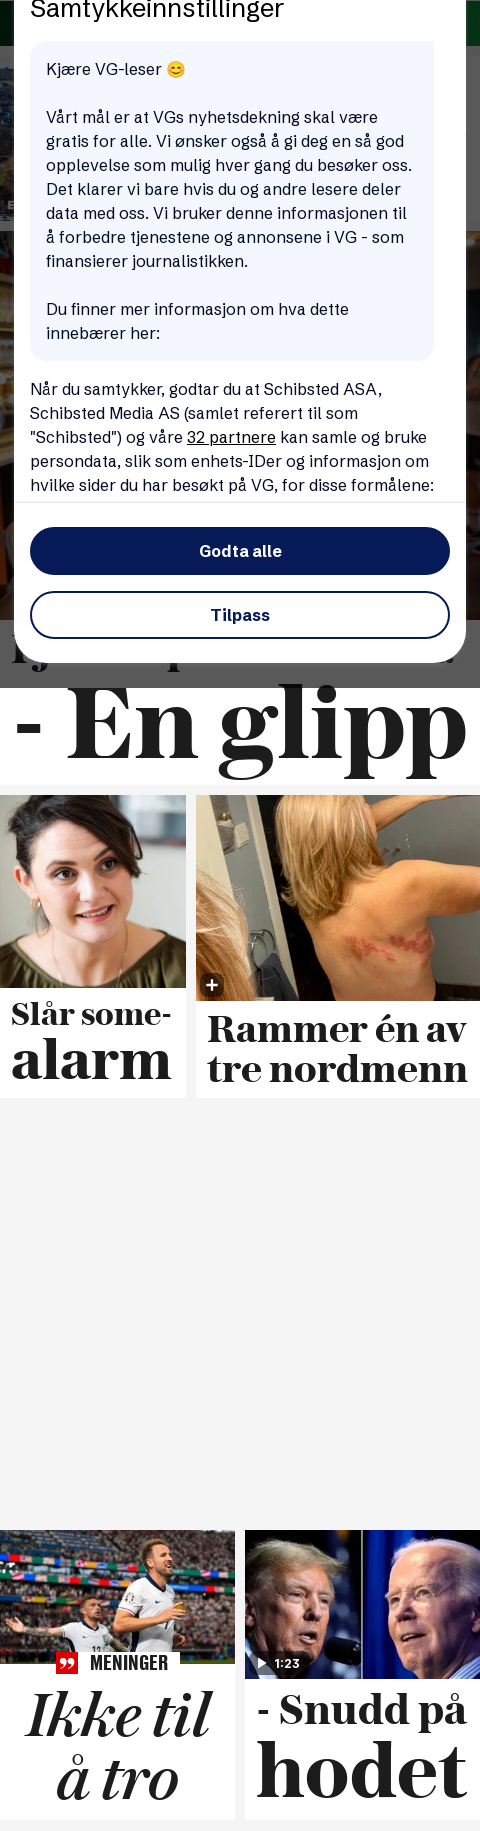 Samtykkeinnstillinger
Kjære VG-leser 😊
Vårt mål er at VGs nyhetsdekning skal være
gratis for alle. Vi ønsker også å gi deg en så god
opplevelse som mulig hver gang du besøker oss.
Det klarer vi bare hvis du og andre lesere deler
data med oss. Vi bruker denne informasjonen til
å forbedre tjenestene og annonsene i VG - som
finansierer journalistikken.
Du finner mer informasjon om hva dette
innebærer her:
Når du samtykker, godtar du at Schibsted ASA,
Schibsted Media AS (samlet referert til som
"Schibsted") og våre 32 partnere kan samle og bruke
persondata, slik som enhets-IDer og informasjon om
hvilke sider du har besøkt på VG, for disse formålene:
Godta alle
Tilpass
- En glipp
Slår some-
alarm
Rammer én av
tre nordmenn
MENINGER
Ikke til
å tro
1:23
- Snudd på
hodet